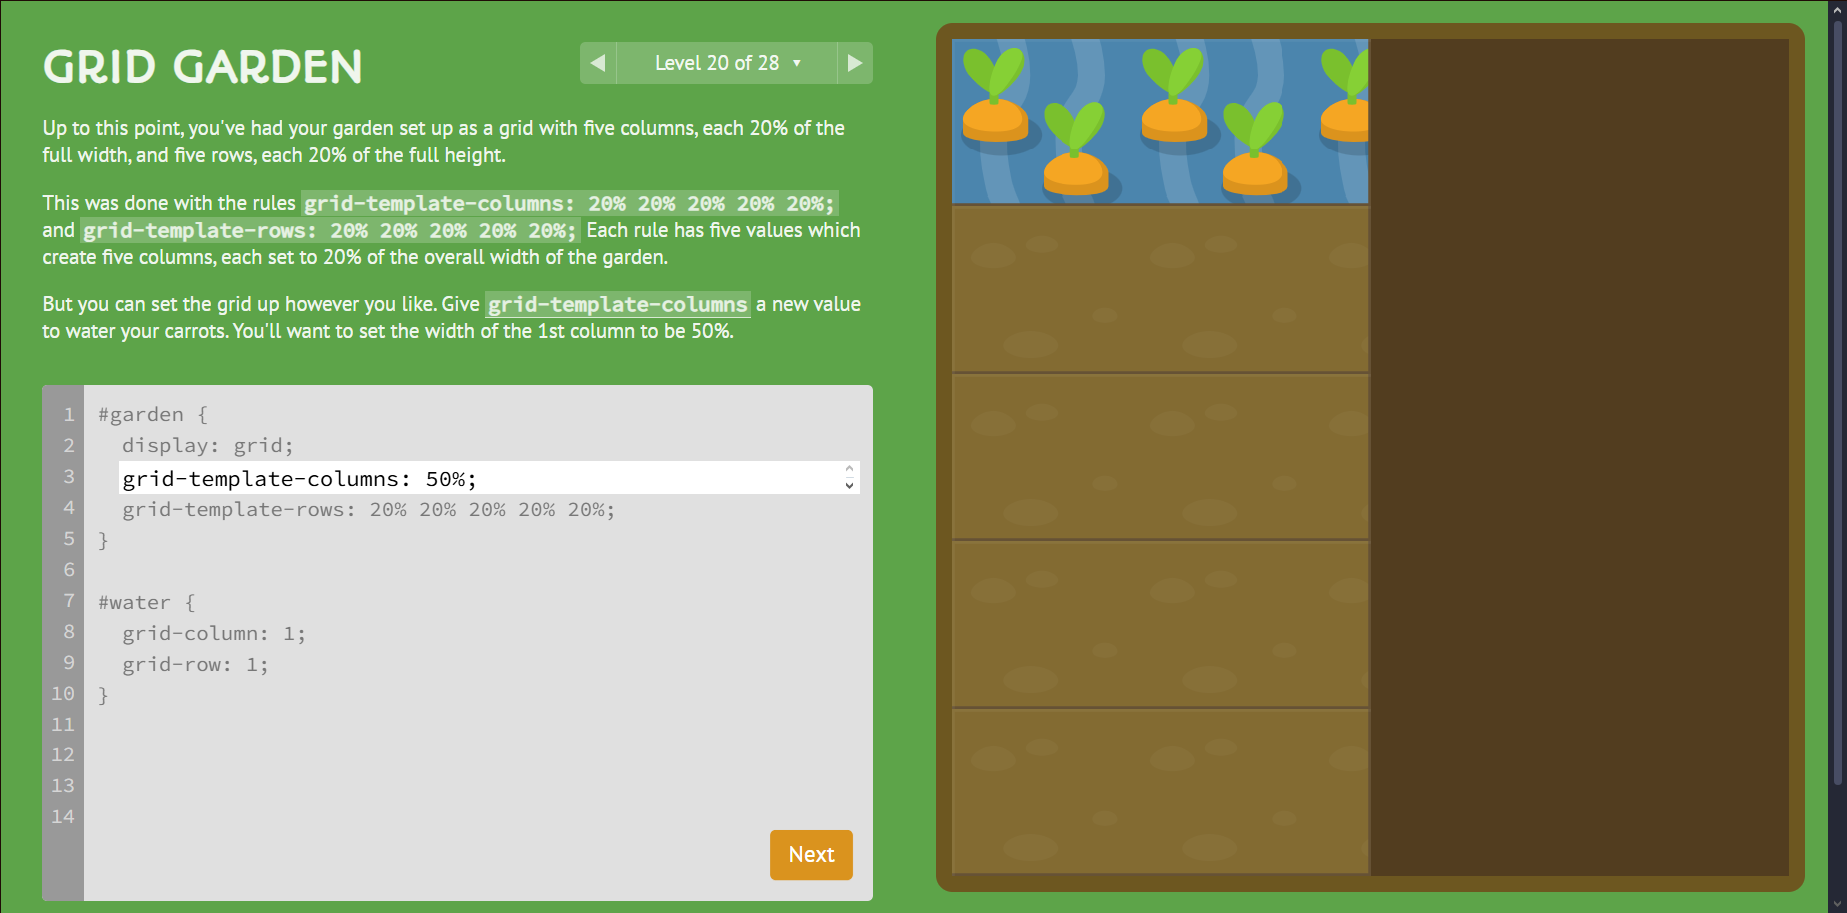 GRID GARDEN
Level 20 of 28
Up to this point, you've had your garden set up as a grid with five columns, each 20% of the
full width, and five rows, each 20% of the full height.
This was done with the rules grid-template-columns: 20% 20% 20% 20% 20%;
and grid-template-rows: 20% 20% 20% 20% 20%; Each rule has five values which
create five columns, each set to 20% of the overall width of the garden.
But you can set the grid up however you like. Give grid-template-columns a new value
to water your carrots. You'll want to set the width of the 1st column to be 50%.
1 #garden {
2 display: grid;
3 grid-template-columns: 50%;
4 grid-template-rows: 20% 20% 20% 20% 20%;
5 }
6
7 #water {
8 grid-column: 1;
9 grid-row: 1;
10 }
11
12
13
14
Next